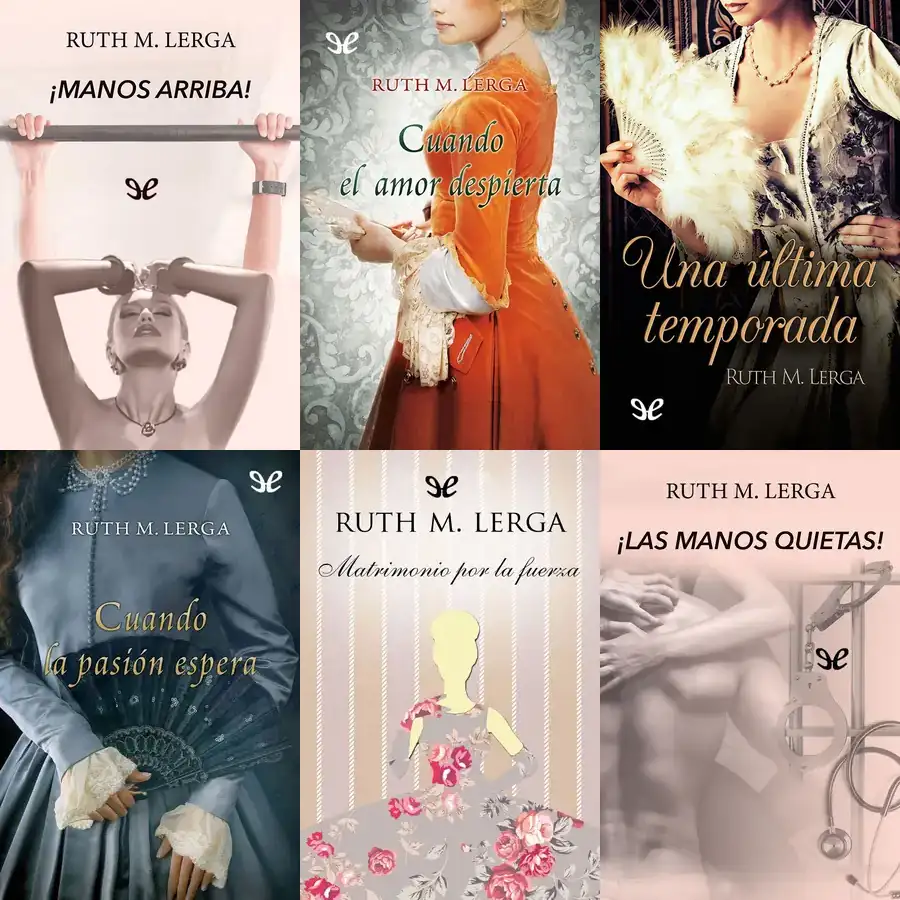 RUTH M. LERGA
¡MANOS ARRIBA!
RUTH M. LERGA
Cuando
el amor despierta
Una última
temporada
RUTH M. LERGA
RUTH M. LERGA
Cuando
la pasión espera
RUTH M. LERGA
Matrimonio por la fuerza
RUTH M. LERGA
¡LAS MANOS QUIETAS!